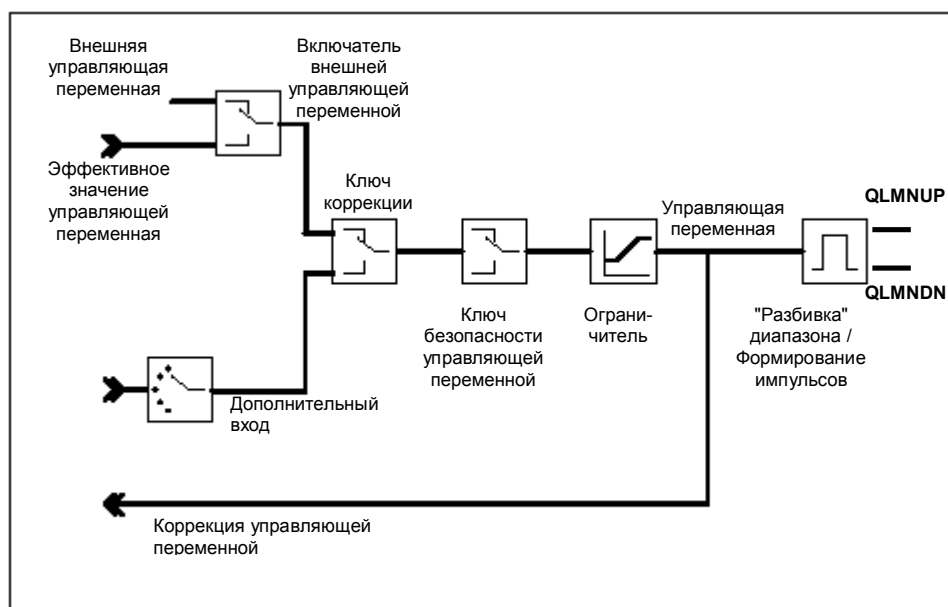 Внешняя
управляющая
переменная
Включатель
внешней
управляющей
переменной
Эффективное
значение
управляющей
переменной
Ключ
коррекции
Управляющая
переменная
QLMNUP
QLMNDN
Ключ
безопасности
управляющей
переменной
Ограни-
читель
"Разбивка"
диапазона /
Формирование
импульсов
Дополнительный
вход
Коррекция управляющей
переменной